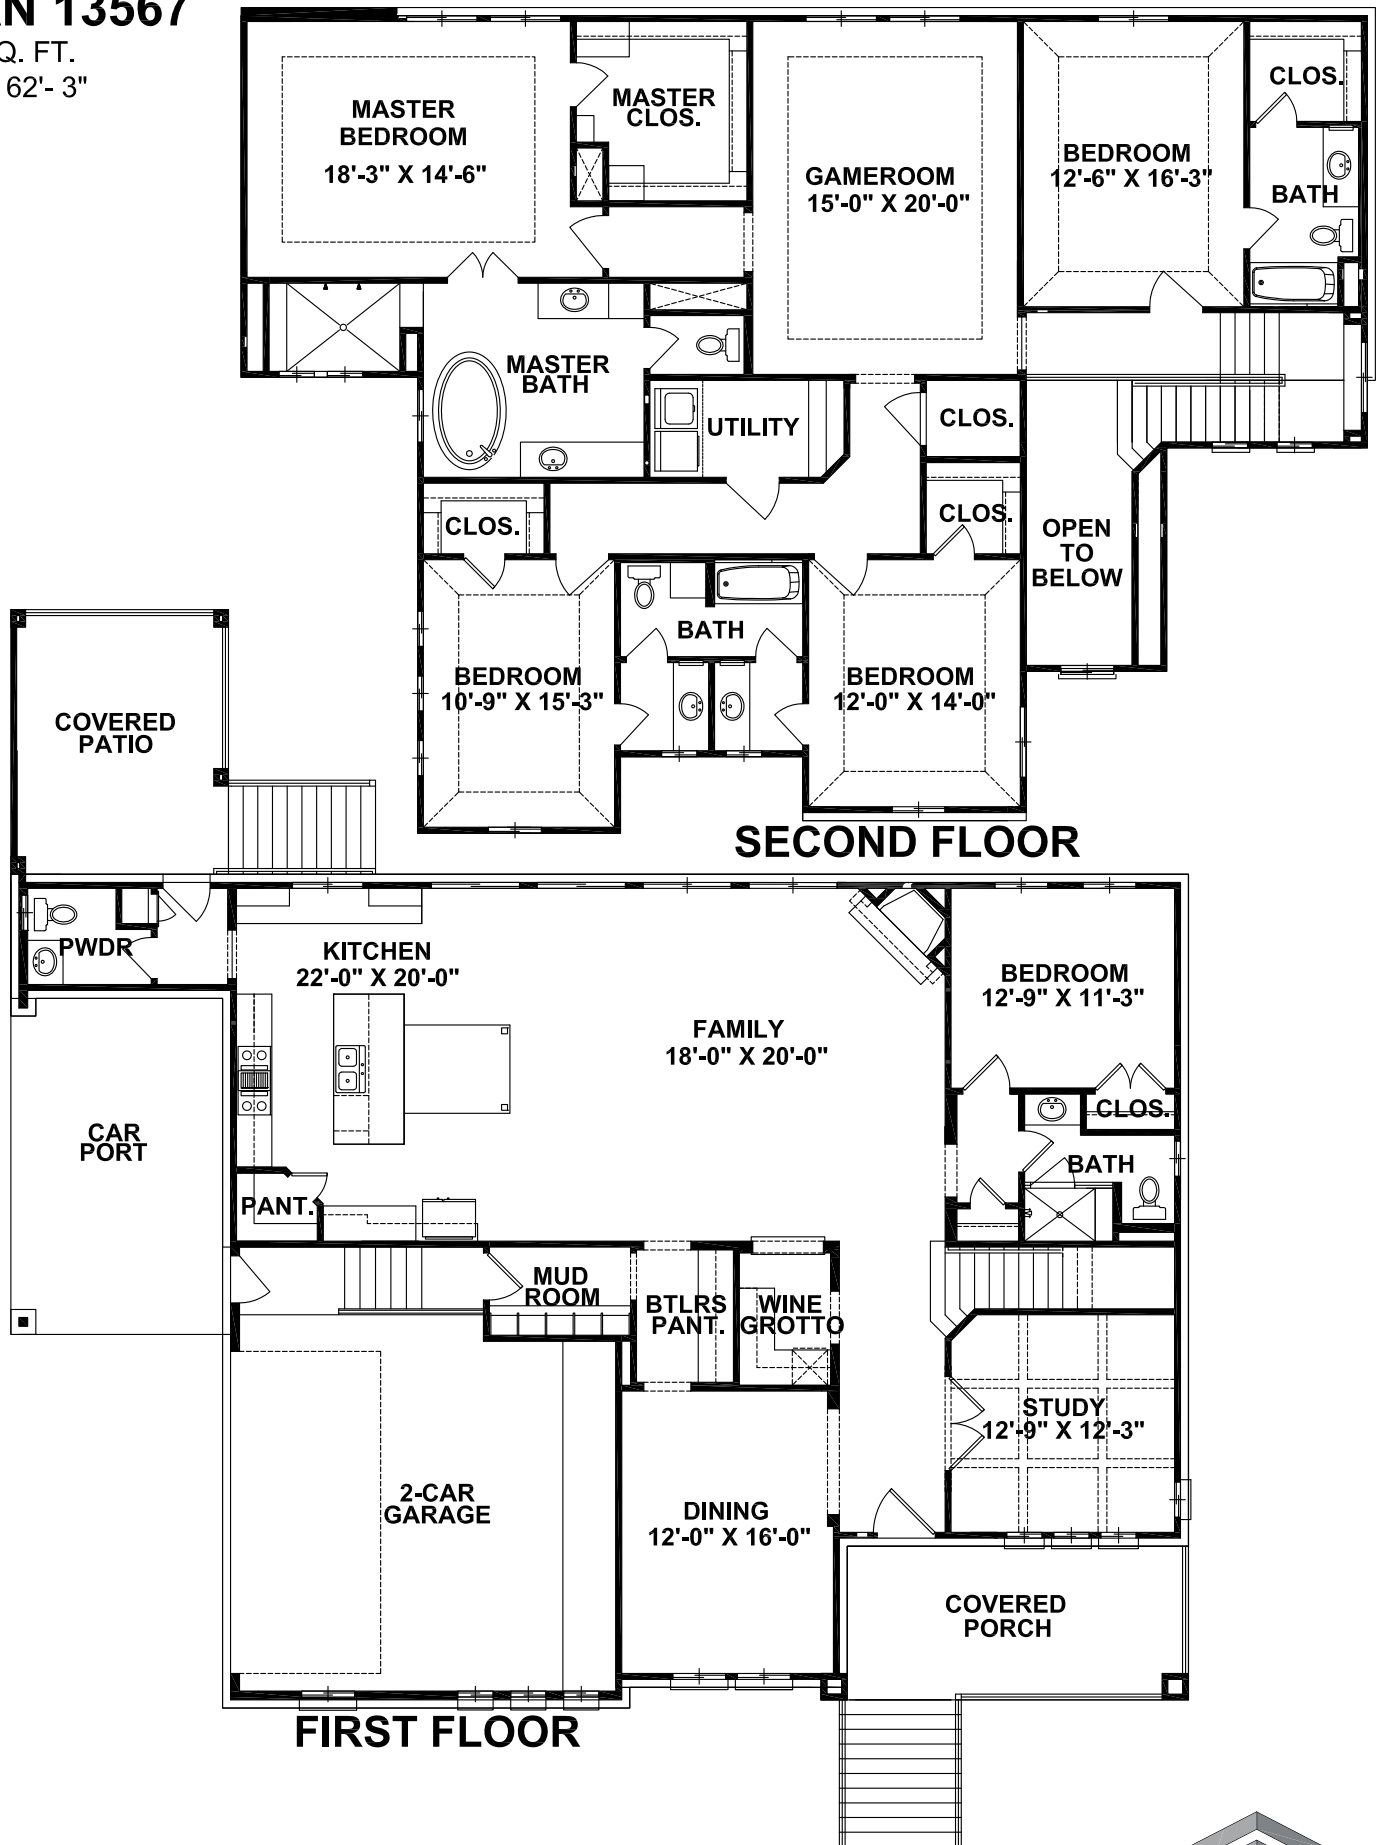 13567
FT.
62'- 3"
MASTER
BEDROOM
18'-3" X 14'-6"
MASTER
CLOS.
GAMEROOM
15'-0" X 20'-0"
BEDROOM
12'-6" X 16'-3"
CLOS.
BATH
MASTER
BATH
UTILITY
CLOS.
CLOS.
CLOS.
OPEN
TO
BELOW
BATH
BEDROOM
10'-9" X 15'-3"
BEDROOM
12'-0" X 14'-0"
SECOND FLOOR
COVERED
PATIO
PWDR
KITCHEN
22'-0" X 20'-0"
FAMILY
18'-0" X 20'-0"
BEDROOM
12'-9" X 11'-3"
CLOS.
BATH
CAR
PORT
PANT.
MUD
ROOM
BTLRS
PANT.
WINE
GROTTO
STUDY
12'-9" X 12'-3"
2-CAR
GARAGE
DINING
12'-0" X 16'-0"
COVERED
PORCH
FIRST FLOOR